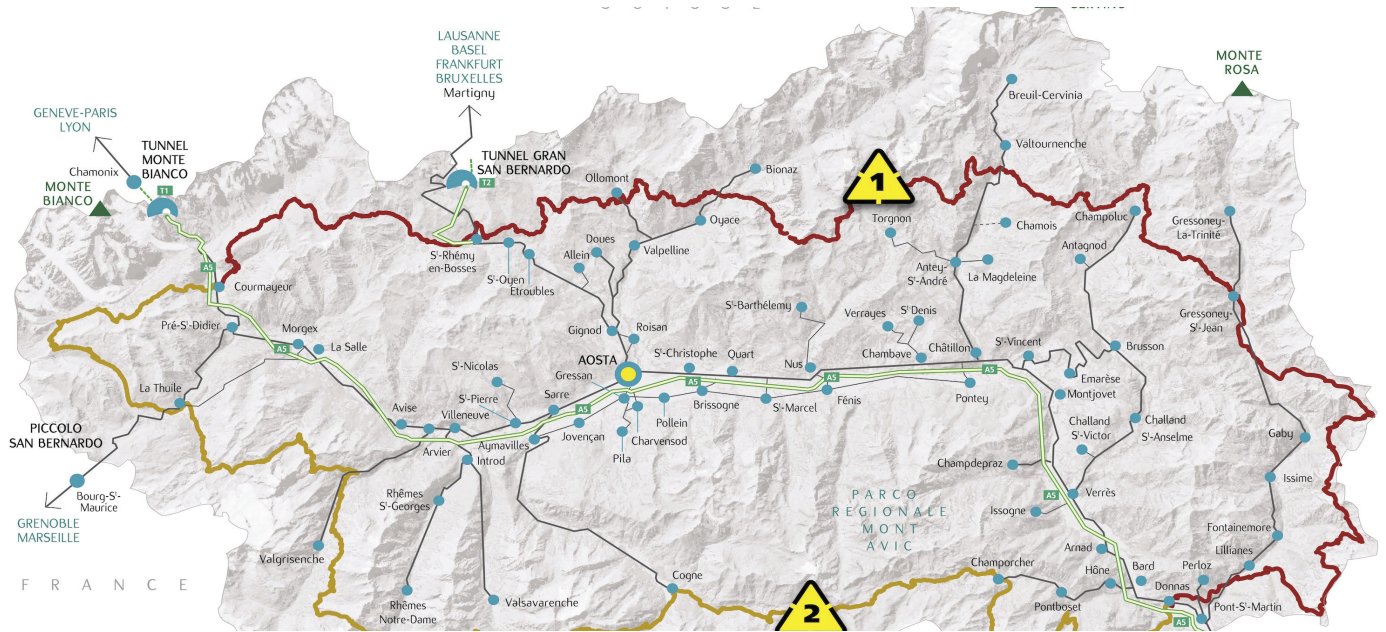 LAUSANNE
BASEL
FRANKFURT
BRUXELLES
Martigny
MONTE
ROSA
GENEVE-PARIS
LYON
TUNNEL
MONTE
BIANCO
Chamonix
T1
MONTE
BIANCO
TUNNEL GRAN
SAN BERNARDO
T2
Breuil-Cervinia
Valtournenche
Bionaz
Ollomont
1
Oyace
Torgnon
Chamois
Champoluc
Gressoney-
La-Trinité
Doues
Valpelline
Allein
S^t-Rhémy
en-Bosses
S^t-Oyen
Etroubles
Antey-
S^t-André
La Magdeleine
Antagnod
A5
Courmayeur
Gressoney-
S^t-Jean
Pré-S^t-Didier
Morgex
La Salle
A5
Gignod
Roisan
S^t-Barthélemy
Verrayes
S^t Denis
Chambave
Châtillon
S^t-Vincent
Brusson
AOSTA
S^t-Christophe
Quart
Nus
Gressan
A5
A5
A5
Emarèse
Montjovet
S^t-Nicolas
S^t-Pierre
Sarre
A5
La Thuile
Avise
Villeneuve
Brissogne
S^t-Marcel
Fénis
Pontey
Pollein
Charvensod
Pila
Jovençan
Aymavilles
Arvier
Introd
Challand
S^t-Victor
Challand
S^t-Anselme
Gaby
PICCOLO
SAN BERNARDO
Bourg-S^t-
Maurice
GRENOBLE
MARSEILLE
Champdepraz
Issime
Rhêmes
S^t-Georges
PARCO
REGIONALE
MONT
AVIC
A5
Verrès
Issogne
Fontainemore
Lillianes
Valgrisenche
Arnad
FRANCE
Cogne
Champorcher
Hône
Bard
Perloz
Donnas
Rhêmes
Notre-Dame
Valsavarenche
2
Pontboset
Pont-S^t-Martin
A5